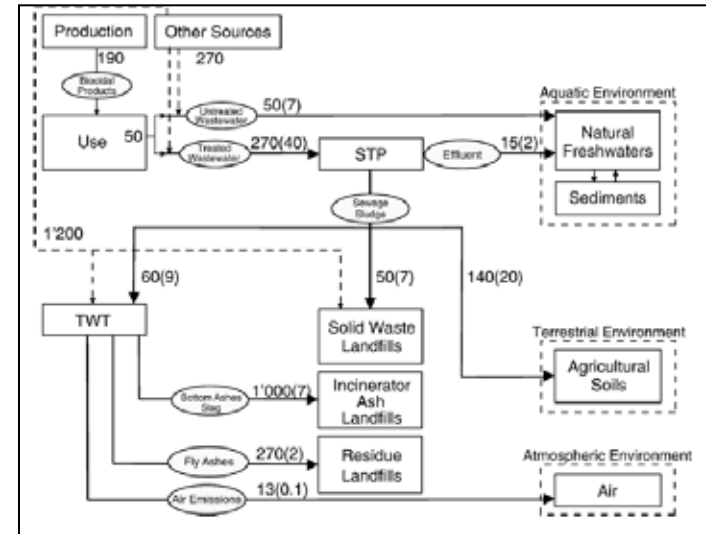 Production
Other Sources
190
270
Biocidal
Products
Untreated
Wastewater
50(7)
Aquatic Environment
Use
50
Natural
Freshwaters
Treated
Wastewater
270(40)
STP
Effluent
15(2)
Sediments
Sewage
Sludge
1'200
60(9)
50(7)
140(20)
TWT
Solid Waste
Landfills
Terrestrial Environment
Agricultural
Soils
Bottom Ashes
Slag
1'000(7)
Incinerator
Ash
Landfills
Fly Ashes
270(2)
Residue
Landfills
Atmospheric Environment
Air Emissions
13(0.1)
Air